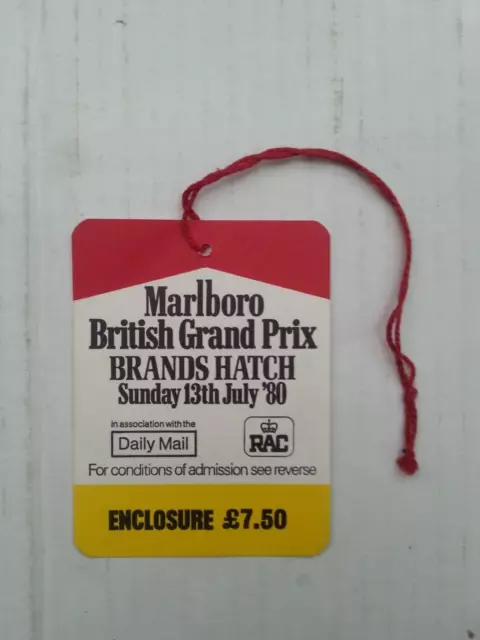 Marlboro
British Grand Prix
BRANDS HATCH
Sunday 13th July '80
in association with the
Daily Mail
RAC
For conditions of admission see reverse
ENCLOSURE £7.50